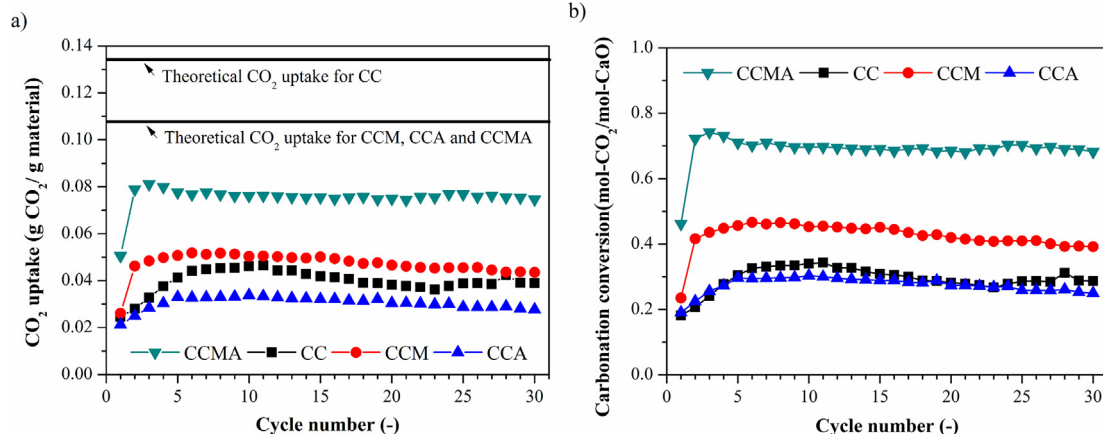 a)
CO₂ uptake (g CO₂/ g material)
0.14
0.12
0.10
0.08
0.06
0.04
0.02
0.00
Theoretical CO₂ uptake for CC
Theoretical CO₂ uptake for CCM, CCA and CCMA
CCMA CC CCM CCA
0 5 10 15 20 25 30
Cycle number (-)
b)
Carbonation conversion(mol-CO₂/mol-CaO)
1.0
0.8
0.6
0.4
0.2
0.0
CCMA CC CCM CCA
0 5 10 15 20 25 30
Cycle number (-)